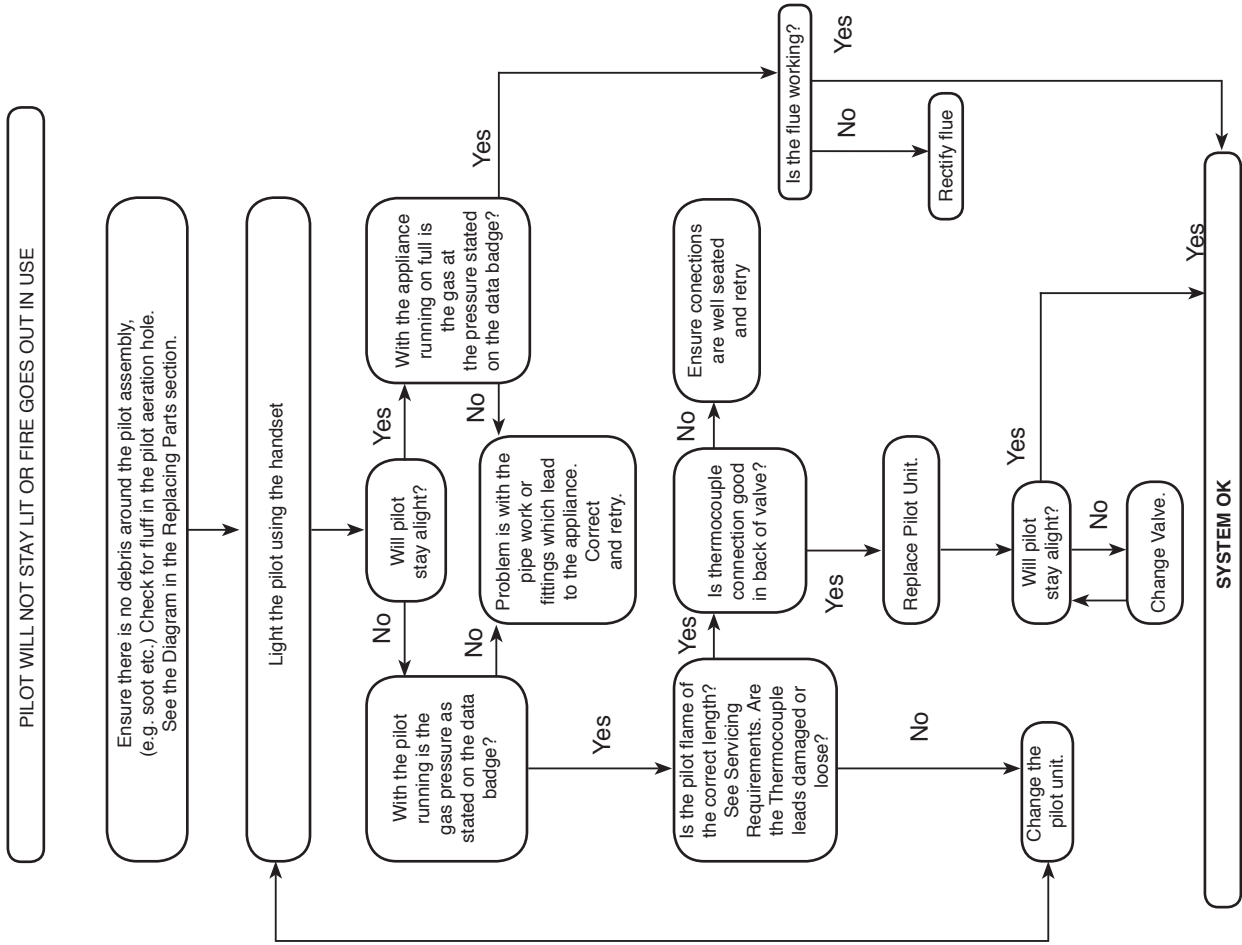 PILOT WILL NOT STAY LIT OR FIRE GOES OUT IN USE
Ensure there is no debris around the pilot assembly,
(e.g. soot etc.) Check for fluff in the pilot aeration hole.
See the Diagram in the Replacing Parts section.
Light the pilot using the handset
Will pilot
stay alight?
No
Yes
With the pilot
running is the
gas pressure as
stated on the data
badge?
No
Problem is with the
pipe work or
fittings which lead
to the appliance.
Correct
and retry.
No
With the appliance
running on full is
the gas at
the pressure stated
on the data badge?
Yes
Yes
Is the pilot flame of
the correct length?
See Servicing
Requirements. Are
the Thermocouple
leads damaged or
loose?
Yes
Is thermocouple
connection good
in back of valve?
No
Ensure conections
are well seated
and retry
Is the flue working?
No
Yes
Rectify flue
No
Change the
pilot unit.
Yes
Replace Pilot Unit.
Will pilot
stay alight?
Yes
No
Change Valve.
Yes
SYSTEM OK